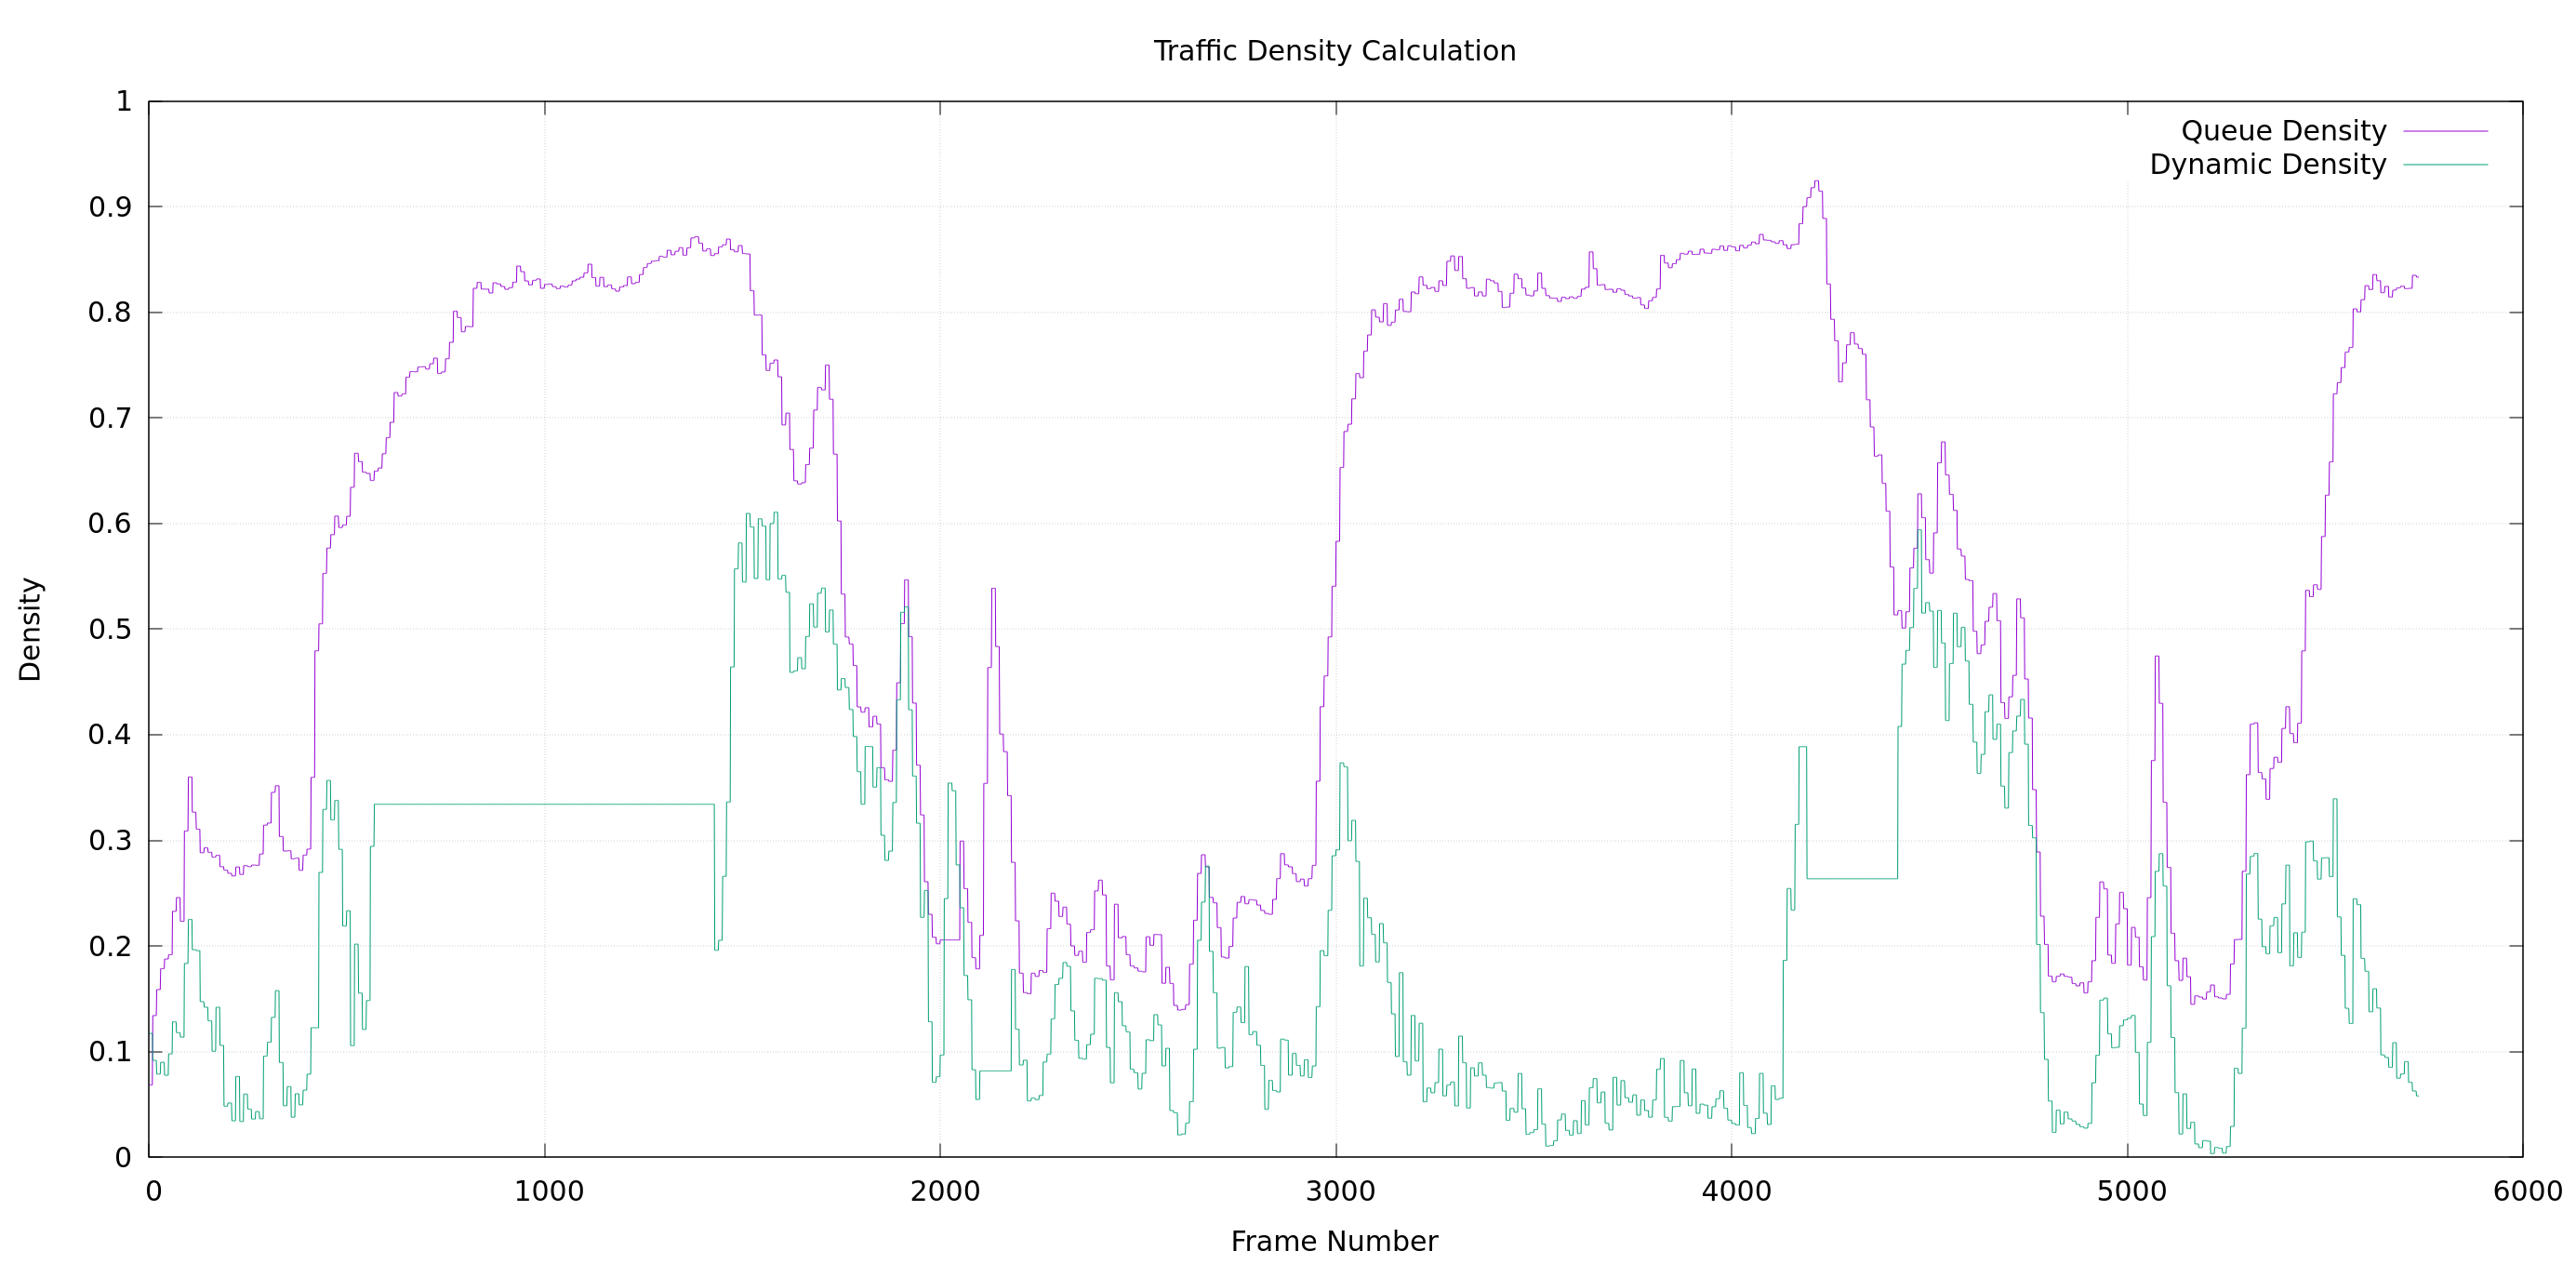 Traffic Density Calculation
Queue Density
Dynamic Density
1
0.9
0.8
0.7
0.6
0.5
0.4
0.3
0.2
0.1
0
Density
0 1000 2000 3000 4000 5000 6000
Frame Number